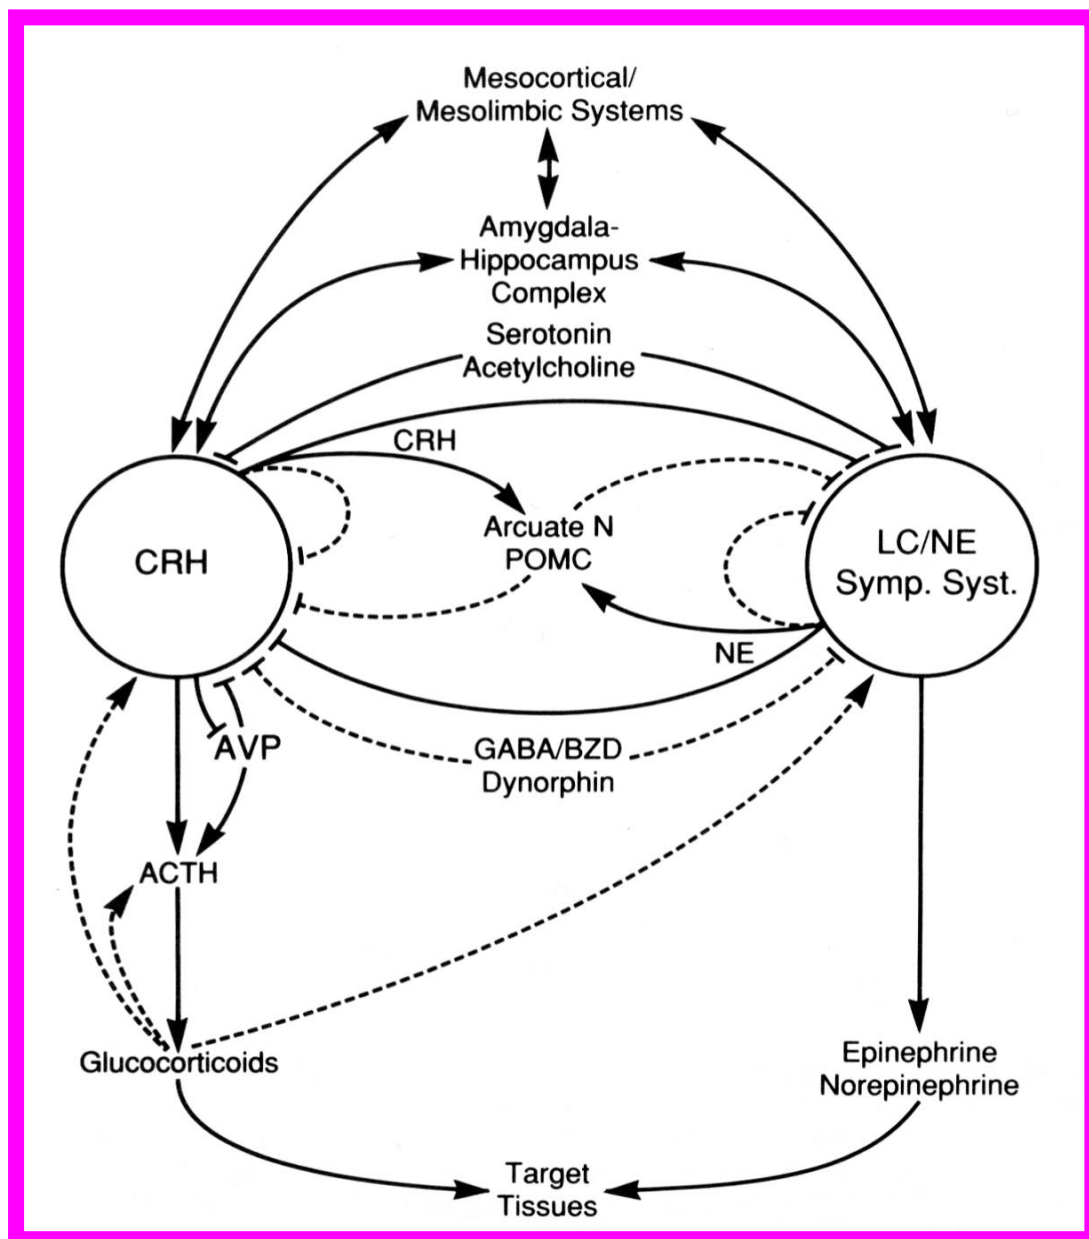 Mesocortical/
Mesolimbic Systems
Amygdala-
Hippocampus
Complex
Serotonin
Acetylcholine
CRH
Arcuate N
POMC
CRH
LC/NE
Symp. Syst.
NE
AVP
GABA/BZD
Dynorphin
ACTH
Glucocorticoids
Epinephrine
Norepinephrine
Target
Tissues